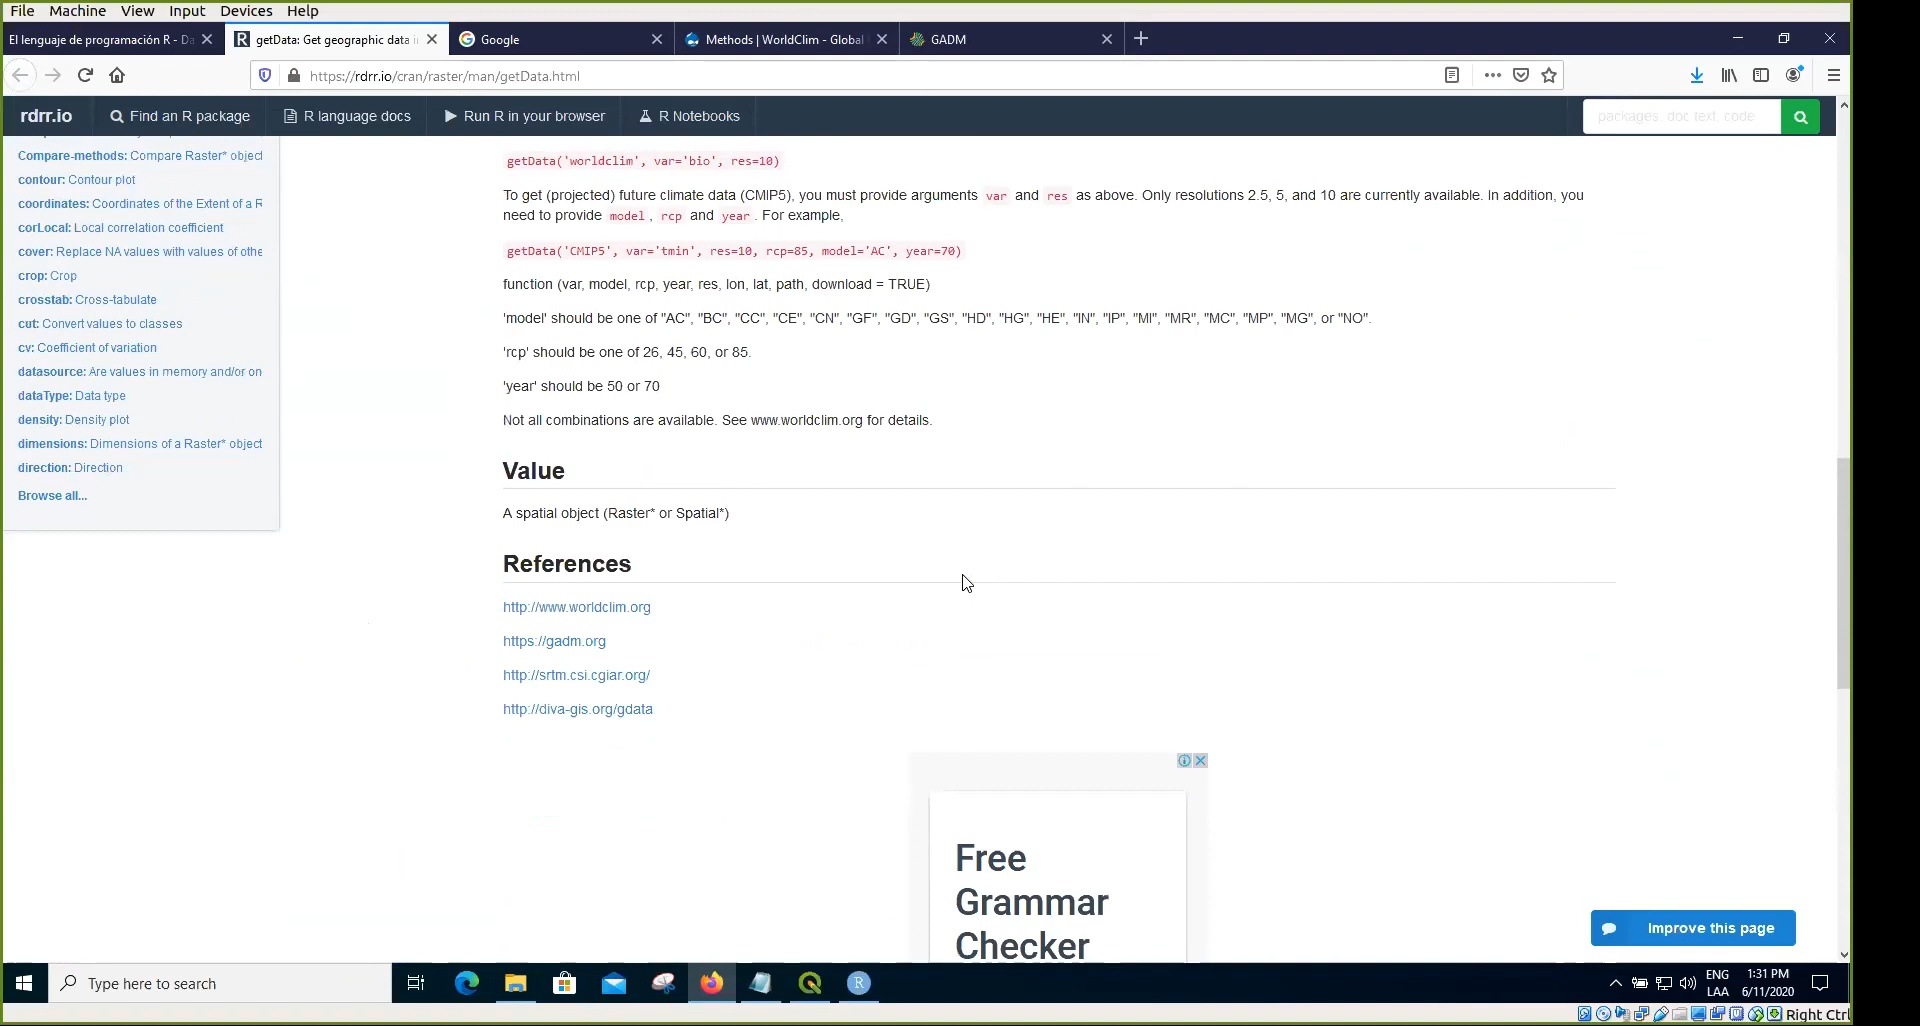 File Machine View Input Devices Help
El lenguaje de programación R - Da
getData: Get geographic data i
Google
Methods | WorldClim - Global
GADM
https://rdrr.io/cran/raster/man/getData.html
rdrr.io Find an R package R language docs Run R in your browser R Notebooks packages, doc text, code
Compare-methods: Compare Raster* object
contour: Contour plot
coordinates: Coordinates of the Extent of a R
corLocal: Local correlation coefficient
cover: Replace NA values with values of othe
crop: Crop
crosstab: Cross-tabulate
cut: Convert values to classes
cv: Coefficient of variation
datasource: Are values in memory and/or on
dataType: Data type
density: Density plot
dimensions: Dimensions of a Raster* object
direction: Direction
Browse all...
getData('worldclim', var='bio', res=10)
To get (projected) future climate data (CMIP5), you must provide arguments var and res as above. Only resolutions 2.5, 5, and 10 are currently available. In addition, you
need to provide model, rcp and year. For example,
getData('CMIP5', var='tmin', res=10, rcp=85, model='AC', year=70)
function (var, model, rcp, year, res, lon, lat, path, download = TRUE)
'model' should be one of "AC", "BC", "CC", "CE", "CN", "GF", "GD", "GS", "HD", "HG", "HE", "IN", "IP", "MI", "MR", "MC", "MP", "MG", or "NO".
'rcp' should be one of 26, 45, 60, or 85.
'year' should be 50 or 70
Not all combinations are available. See www.worldclim.org for details.
Value
A spatial object (Raster* or Spatial*)
References
http://www.worldclim.org
https://gadm.org
http://srtm.csi.cgiar.org/
http://diva-gis.org/gdata
Free
Grammar
Checker
Improve this page
Type here to search
ENG
LAA
1:31 PM
6/11/2020
Right Ctrl